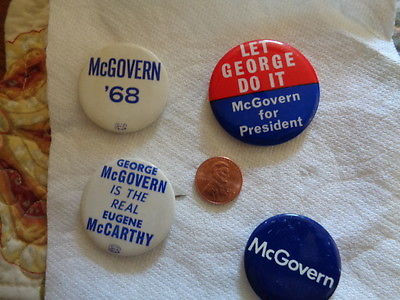 McGOVERN
'68
LET
GEORGE
DO IT
McGovern
for
President
GEORGE
McGOVERN
IS THE
REAL
EUGENE
McCARTHY
McGovern